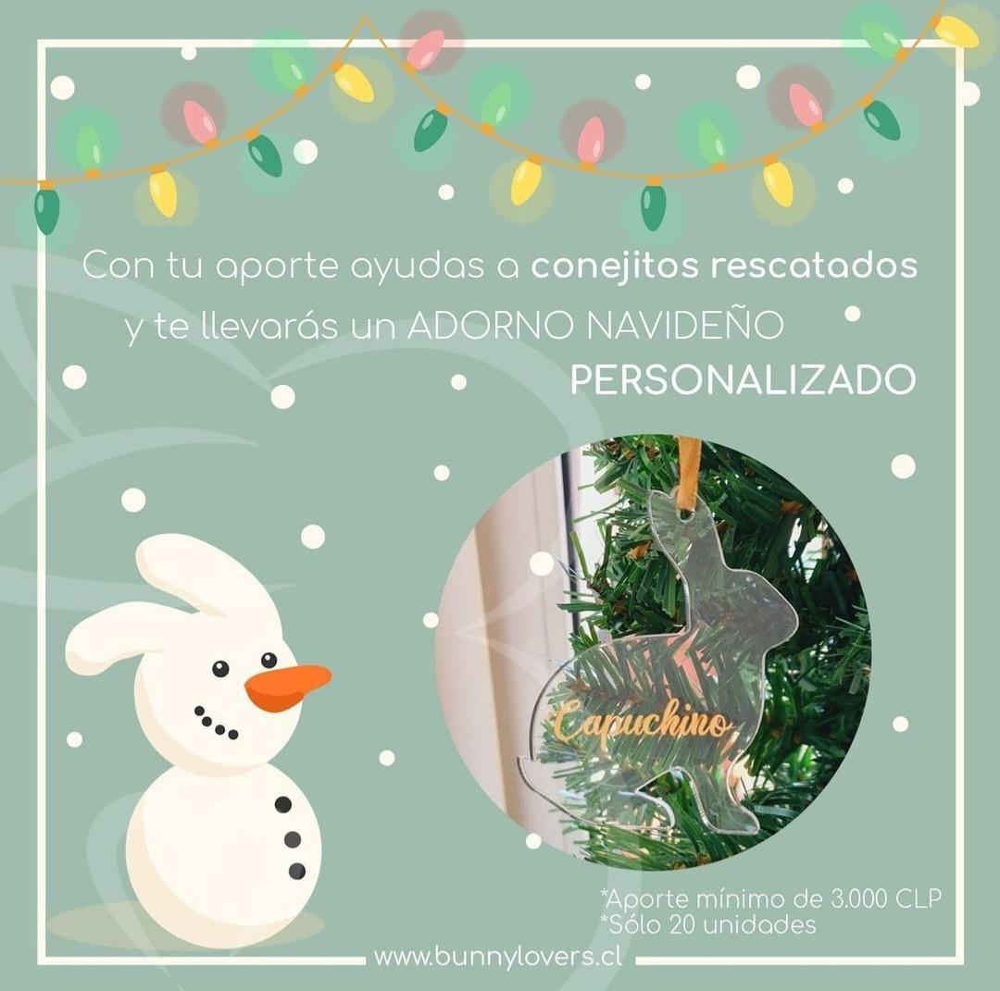 Con tu aporte ayudas a conejitos rescatados
y te llevarás un ADORNO NAVIDEÑO
PERSONALIZADO
Capuchino
*Aporte mínimo de 3.000 CLP
*Sólo 20 unidades
www.bunnylovers.cl